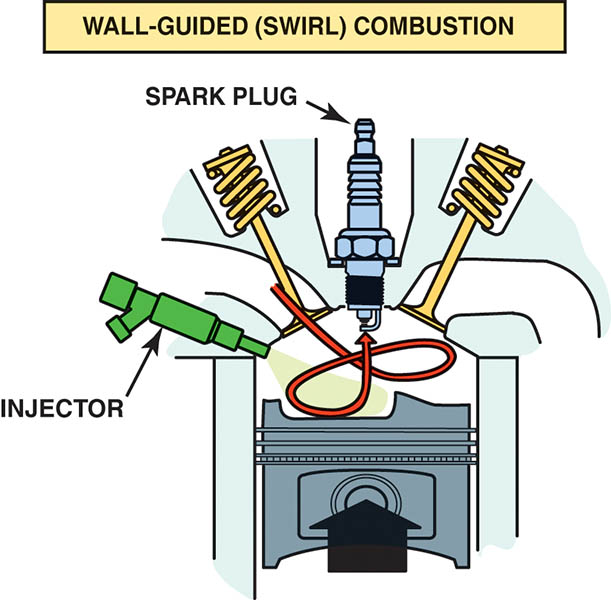 WALL-GUIDED (SWIRL) COMBUSTION
SPARK PLUG
INJECTOR